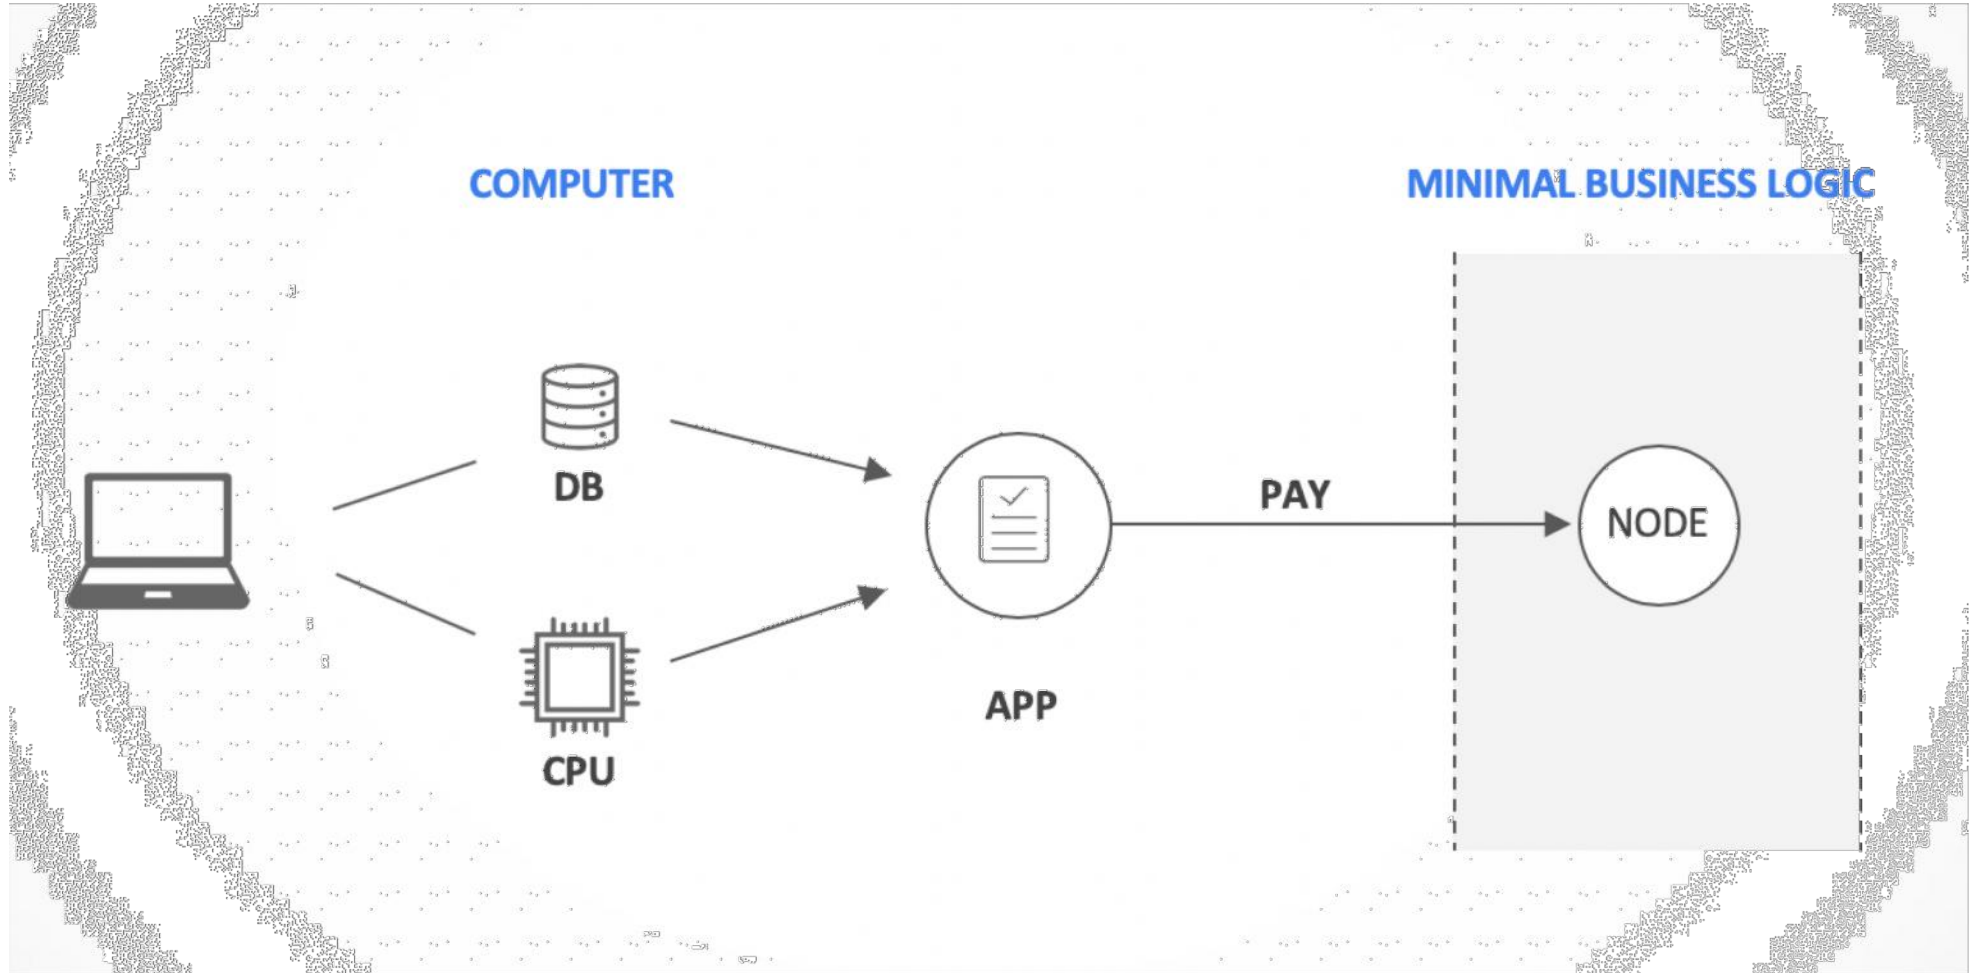 COMPUTER
MINIMAL BUSINESS LOGIC
DB
PAY
NODE
APP
CPU